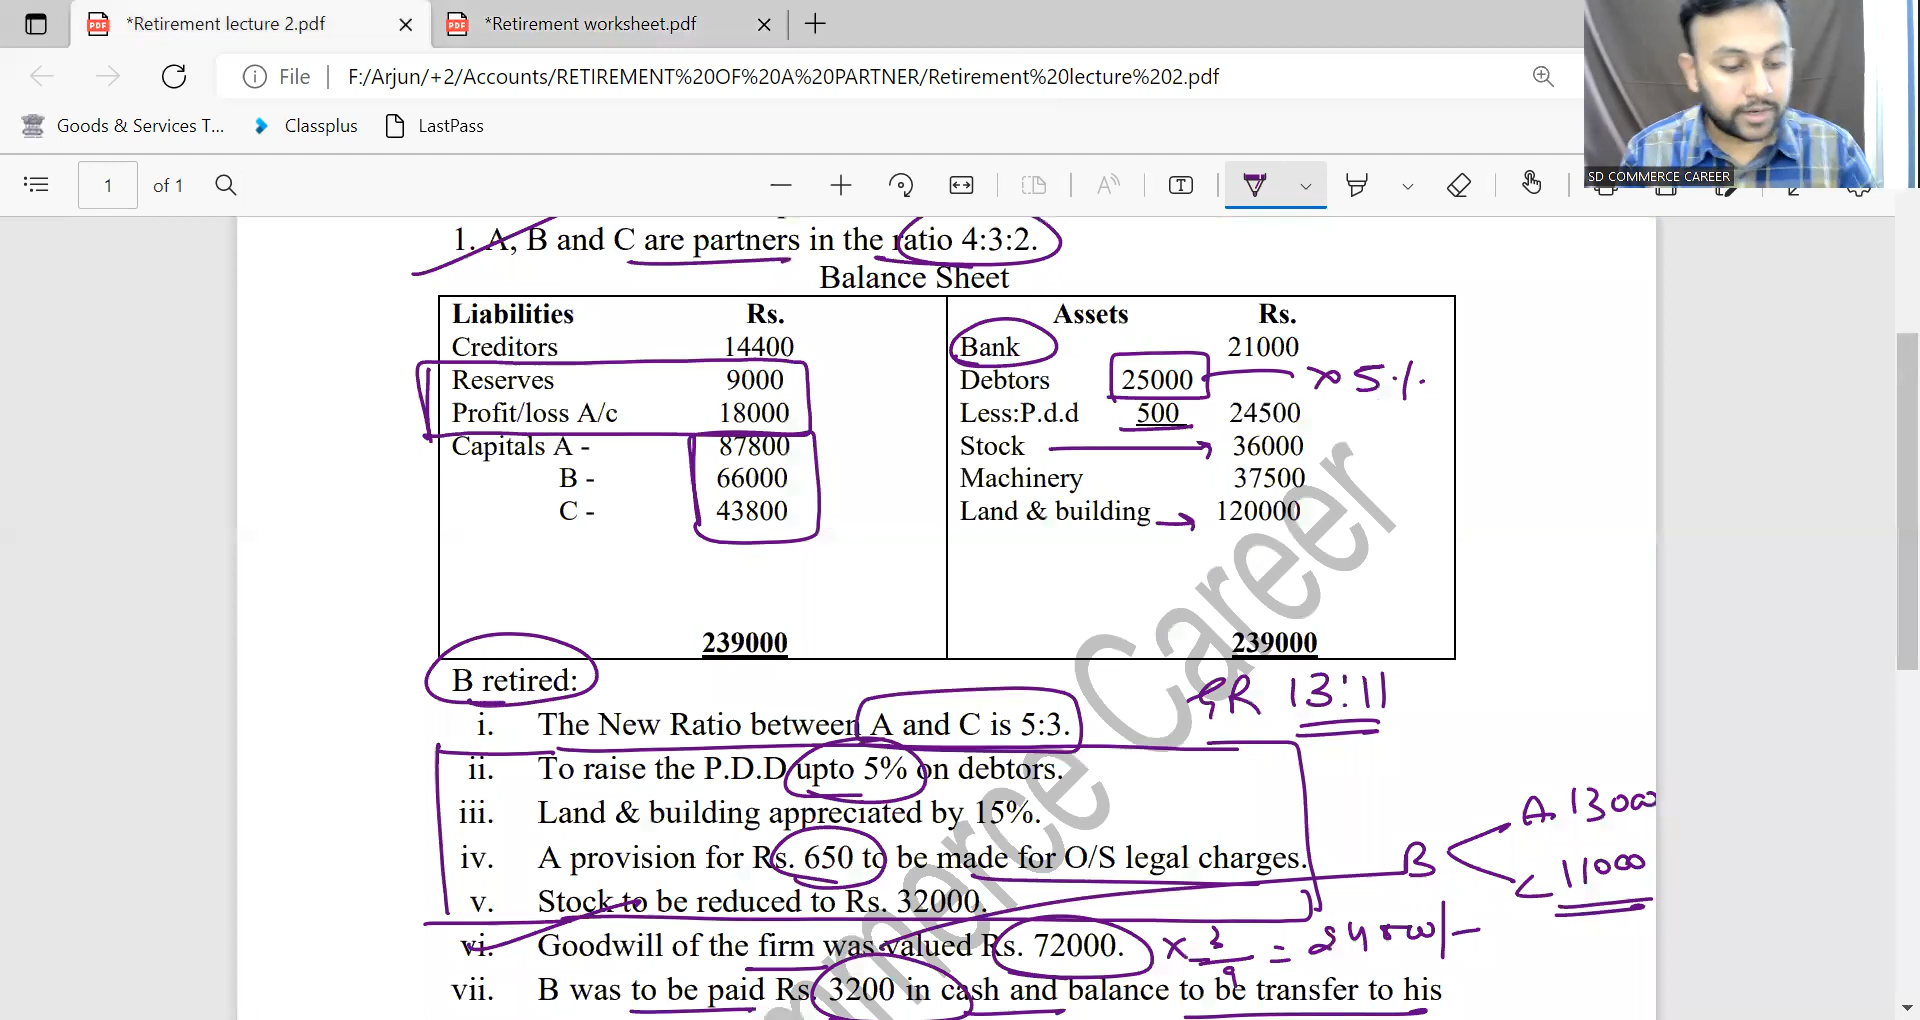 *Retirement lecture 2.pdf
*Retirement worksheet.pdf
File
F:/Arjun/+2/Accounts/RETIREMENT%20OF%20A%20PARTNER/Retirement%20lecture%202.pdf
Goods & Services T...
Classplus
LastPass
SD COMMERCE CAREER
1 of 1
1. A, B and C are partners in the ratio 4:3:2.
Balance Sheet
Liabilities Rs. Assets Rs.
Creditors 14400 Bank 21000
Reserves 9000 Debtors 25000 x 5%
Profit/loss A/c 18000 Less:P.d.d 500 24500
Capitals A - 87800 Stock 36000
B - 66000 Machinery 37500
C - 43800 Land & building 120000
239000 239000
B retired:
GR 13:11
i. The New Ratio between A and C is 5:3.
ii. To raise the P.D.D upto 5% on debtors.
iii. Land & building appreciated by 15%.
A 13000
iv. A provision for Rs. 650 to be made for O/S legal charges.
B
C 11000
v. Stock to be reduced to Rs. 32000.
vi. Goodwill of the firm was valued Rs. 72000. x 3/9 = 24000/-
vii. B was to be paid Rs. 3200 in cash and balance to be transfer to his
mmerce Career